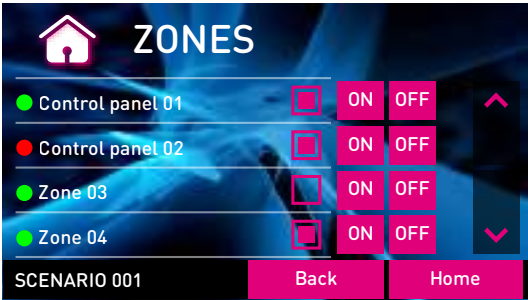 ZONES
Control panel 01 ON OFF
Control panel 02 ON OFF
Zone 03 ON OFF
Zone 04 ON OFF
SCENARIO 001 Back Home